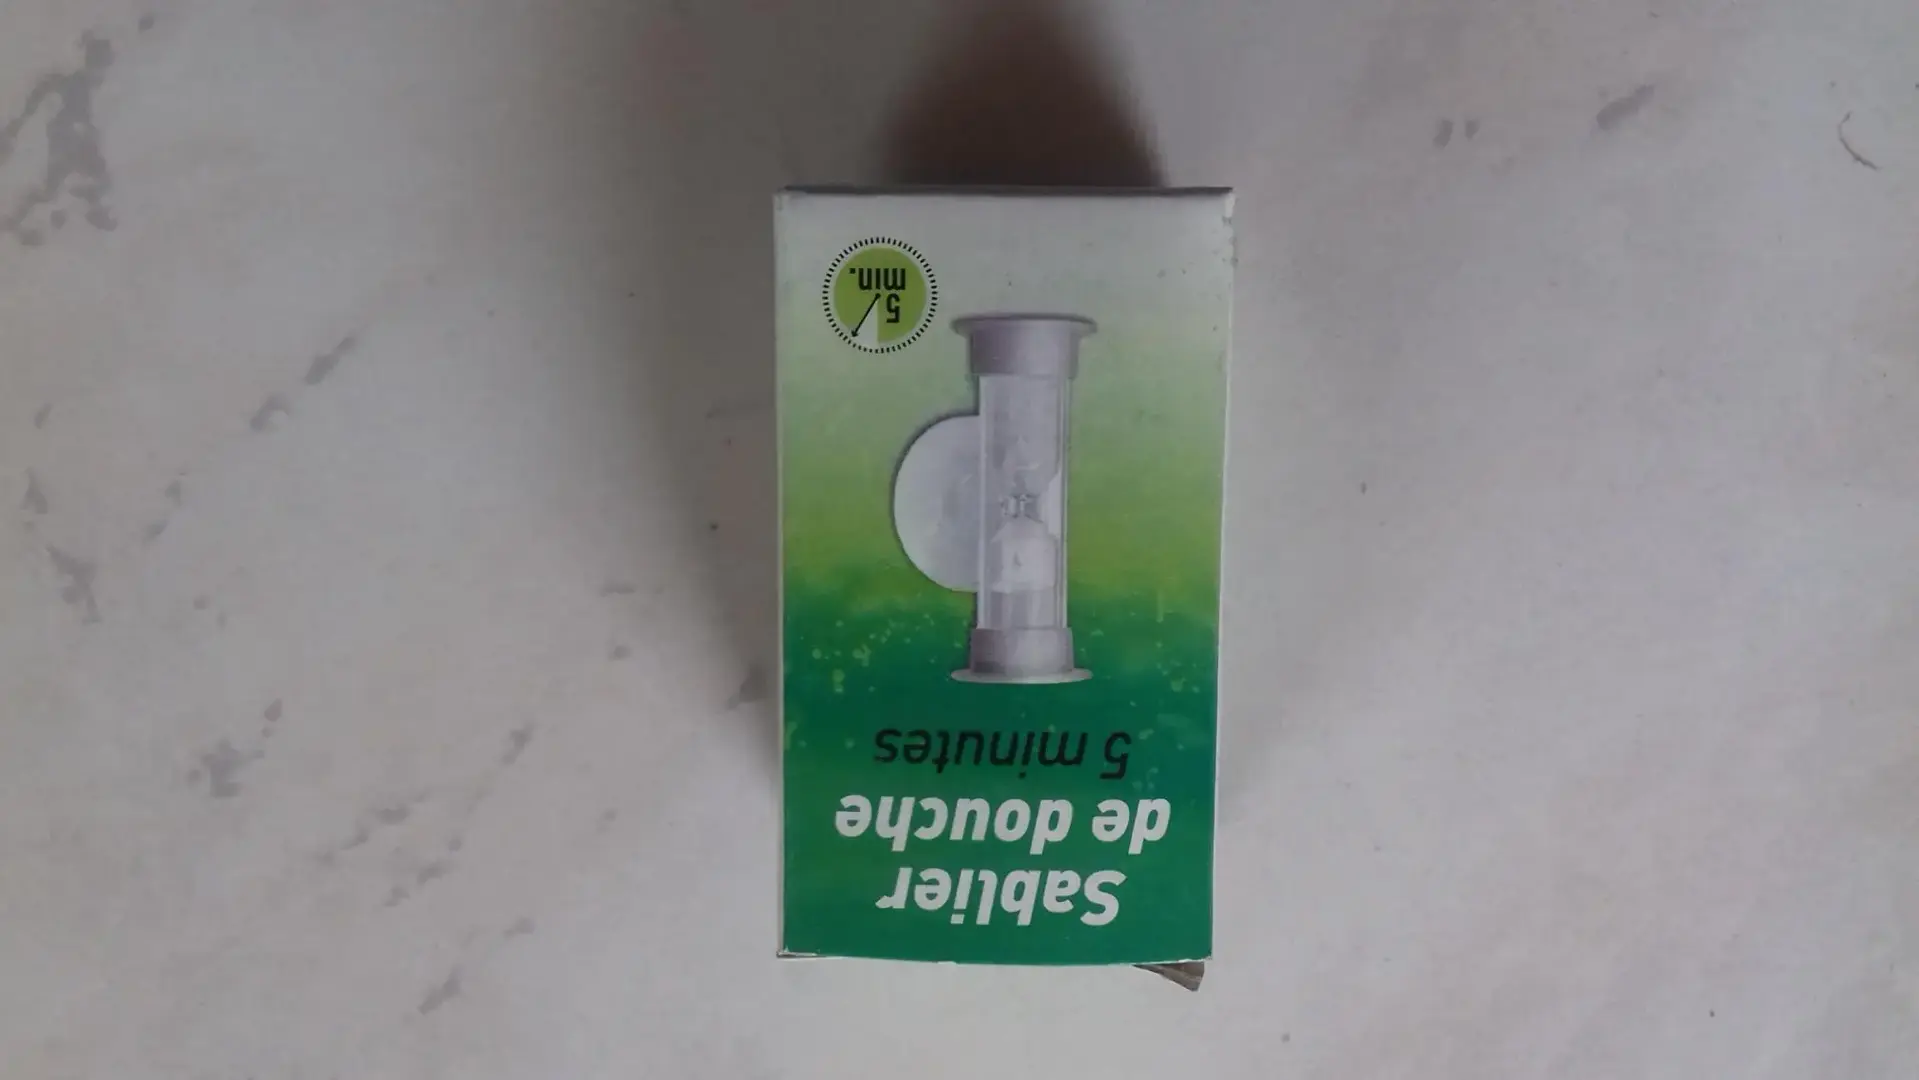 Sablier
de douche
5 minutes
5
min.